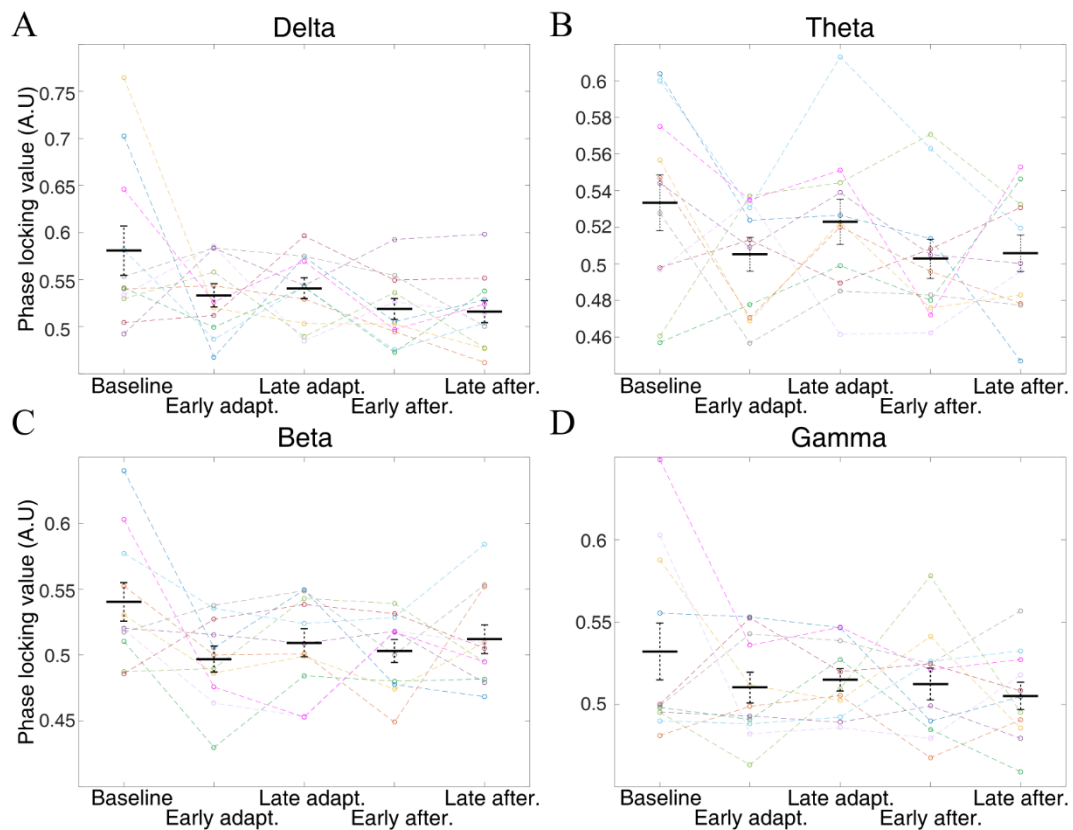 A
Delta
Phase locking value (A.U)
0.75
0.7
0.65
0.6
0.55
0.5
Baseline
Early adapt.
Late adapt.
Early after.
Late after.
B
Theta
0.6
0.58
0.56
0.54
0.52
0.5
0.48
0.46
Baseline
Early adapt.
Late adapt.
Early after.
Late after.
C
Beta
Phase locking value (A.U)
0.6
0.55
0.5
0.45
Baseline
Early adapt.
Late adapt.
Early after.
Late after.
D
Gamma
0.6
0.55
0.5
Baseline
Early adapt.
Late adapt.
Early after.
Late after.